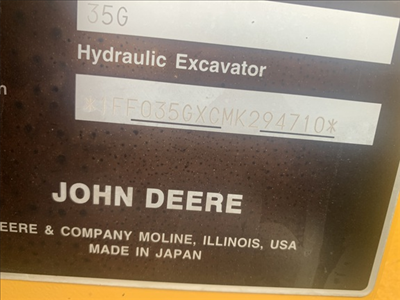 35G
Hydraulic Excavator
*1FF035GXCMK294710*
JOHN DEERE
EERE & COMPANY MOLINE, ILLINOIS, USA
MADE IN JAPAN